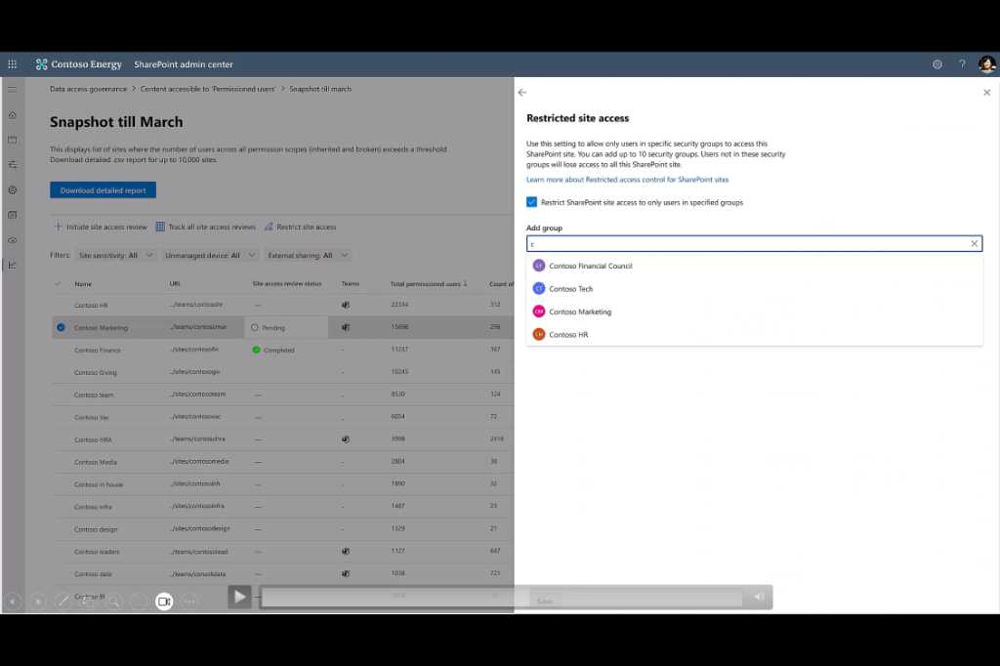 Contoso Energy SharePoint admin center ?
Data access governance > Content accessible to 'Permissioned users' > Snapshot till march
Snapshot till March
This displays list of sites where the number of users across all permission scopes (inherited and broken) exceeds a threshold.
Download detailed .csv report for up to 10,000 sites.
Download detailed report
Initiate site access review Track all site access reviews Restrict site access
Filters: Site sensitivity: All Unmanaged device: All External sharing: All
Name URL Site access review status Teams Total permissioned users ↓ Count of
Contoso HR ../teams/contosohr — 22334 312
Contoso Marketing ../teams/contosomar Pending 15698 296
Contoso Finance ../sites/contosofin Completed - 11237 167
Contoso Giving ../sites/contosogiv - 10245 145
Contoso team ../sites/contosoteam — - 8530 124
Contoso Vac ../sites/contosovac — - 6054 72
Contoso HRA ../teams/contosohra — 3998 2418
Contoso Media ../sites/contosomedia — - 2804 38
Contoso in house ../sites/contosoinh — - 1890 32
Contoso infra ../sites/contosoinfra — - 1487 23
Contoso design ../sites/contosodesign — - 1329 21
Contoso leaders ../teams/contosolead — 1127 647
Contoso data ../teams/consoldata — 1038 221
Contoso BI
Restricted site access
Use this setting to allow only users in specific security groups to access this
SharePoint site. You can add up to 10 security groups. Users not in these security
groups will lose access to all this SharePoint site.
Learn more about Restricted access control for SharePoint sites
Restrict SharePoint site access to only users in specified groups
Add group
c
CF Contoso Financial Council
CT Contoso Tech
CM Contoso Marketing
CH Contoso HR
Save